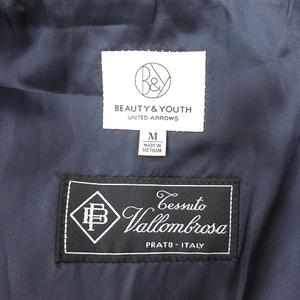 B&Y
BEAUTY & YOUTH
UNITED ARROWS
M
MADE IN
VIETNAM
Tessuto
Vallombrosa
PRATO - ITALY